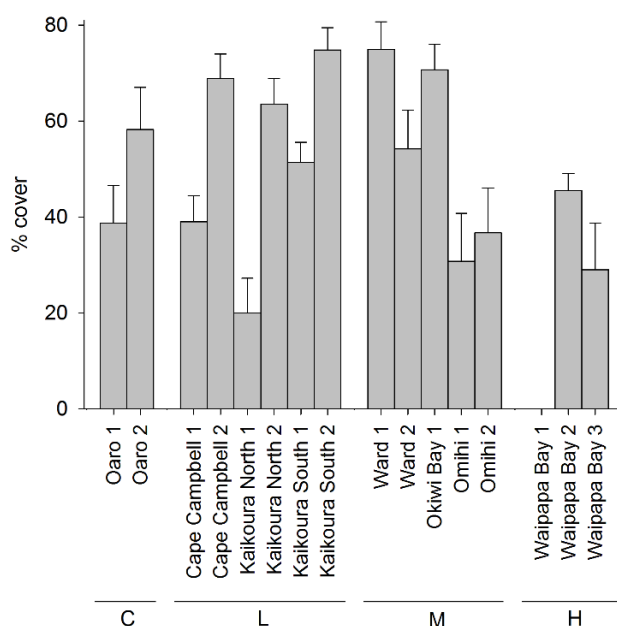 80
60
40
20
0
% cover
Oaro 1
Oaro 2
Cape Campbell 1
Cape Campbell 2
Kaikoura North 1
Kaikoura North 2
Kaikoura South 1
Kaikoura South 2
Ward 1
Ward 2
Okiwi Bay 1
Omihi 1
Omihi 2
Waipapa Bay 1
Waipapa Bay 2
Waipapa Bay 3
C
L
M
H